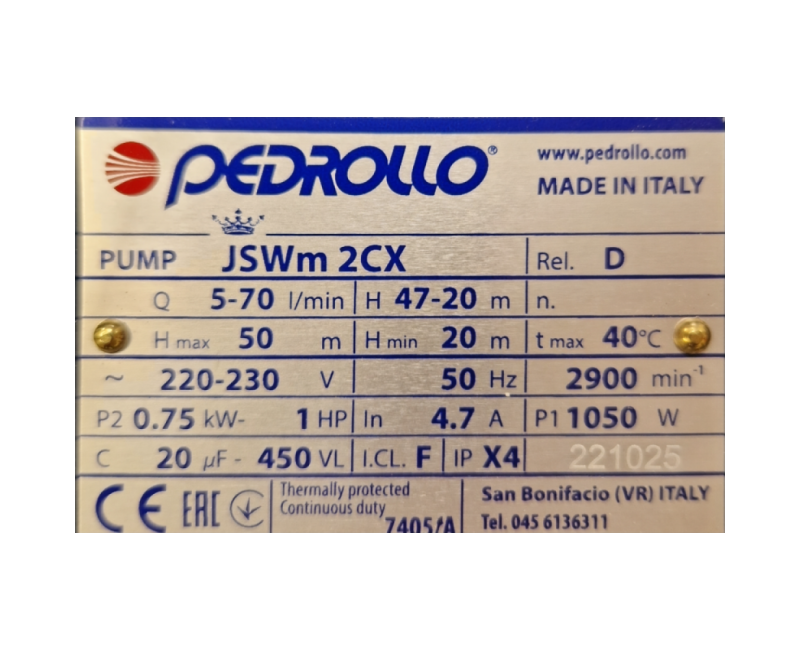 PEDROLLO®
www.pedrollo.com
MADE IN ITALY
PUMP JSWm 2CX Rel. D
Q 5-70 l/min H 47-20 m n.
H max 50 m H min 20 m t max 40°C
~ 220-230 V 50 Hz 2900 min⁻¹
P2 0.75 kW- 1 HP In 4.7 A P1 1050 W
C 20 µF - 450 VL I.CL. F IP X4 221025
CE EAC
Thermally protected
Continuous duty
7405/A
San Bonifacio (VR) ITALY
Tel. 045 6136311